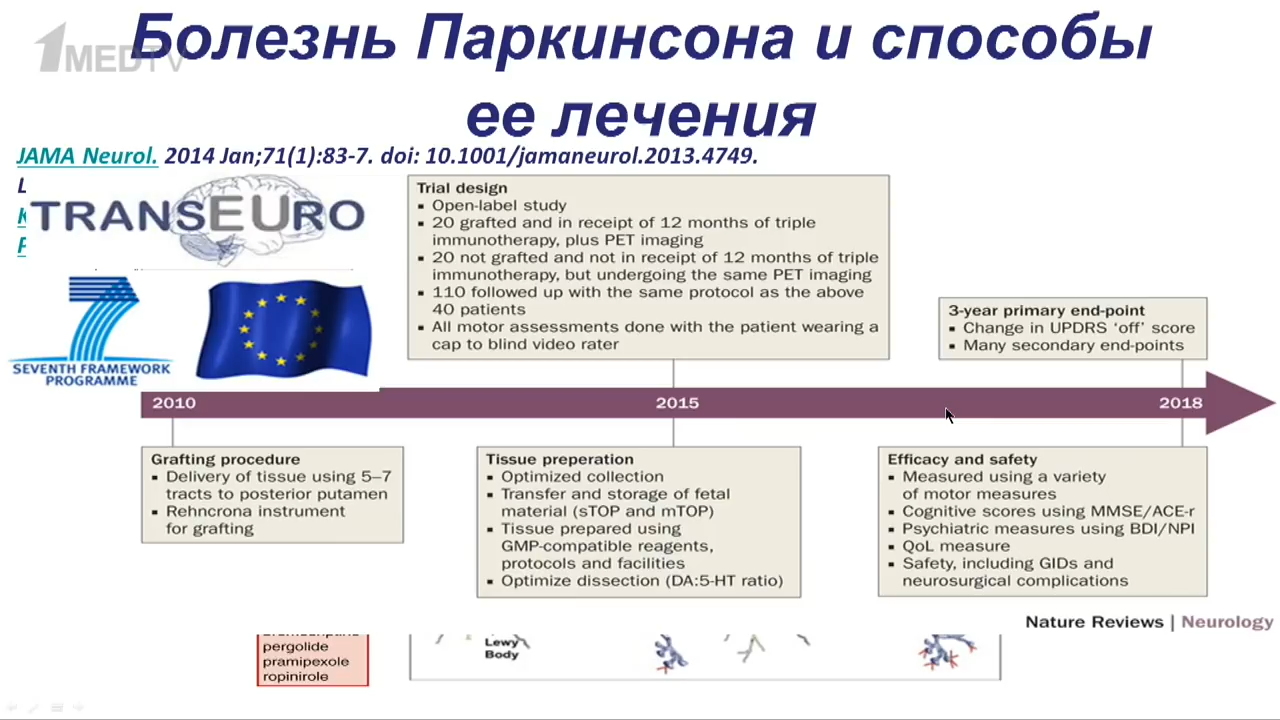 1MEDTV
Болезнь Паркинсона и способы
ее лечения
JAMA Neurol. 2014 Jan;71(1):83-7. doi: 10.1001/jamaneurol.2013.4749.
L
K
P
TRANSEURO
SEVENTH FRAMEWORK
PROGRAMME
Trial design
▪ Open-label study
▪ 20 grafted and in receipt of 12 months of triple
immunotherapy, plus PET imaging
▪ 20 not grafted and not in receipt of 12 months of triple
immunotherapy, but undergoing the same PET imaging
▪ 110 followed up with the same protocol as the above
40 patients
▪ All motor assessments done with the patient wearing a
cap to blind video rater
3-year primary end-point
▪ Change in UPDRS ‘off’ score
▪ Many secondary end-points
2010
2015
2018
Grafting procedure
▪ Delivery of tissue using 5–7
tracts to posterior putamen
▪ Rehncrona instrument
for grafting
Tissue preperation
▪ Optimized collection
▪ Transfer and storage of fetal
material (sTOP and mTOP)
▪ Tissue prepared using
GMP-compatible reagents,
protocols and facilities
▪ Optimize dissection (DA:5-HT ratio)
Efficacy and safety
▪ Measured using a variety
of motor measures
▪ Cognitive scores using MMSE/ACE-r
▪ Psychiatric measures using BDI/NPI
▪ QoL measure
▪ Safety, including GIDs and
neurosurgical complications
Nature Reviews | Neurology
pergolide
pramipexole
ropinirole
Lewy
Body